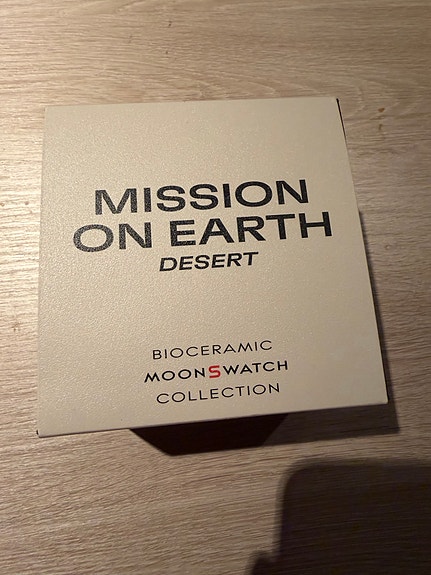 MISSION
ON EARTH
DESERT
BIOCERAMIC
MOONSWATCH
COLLECTION